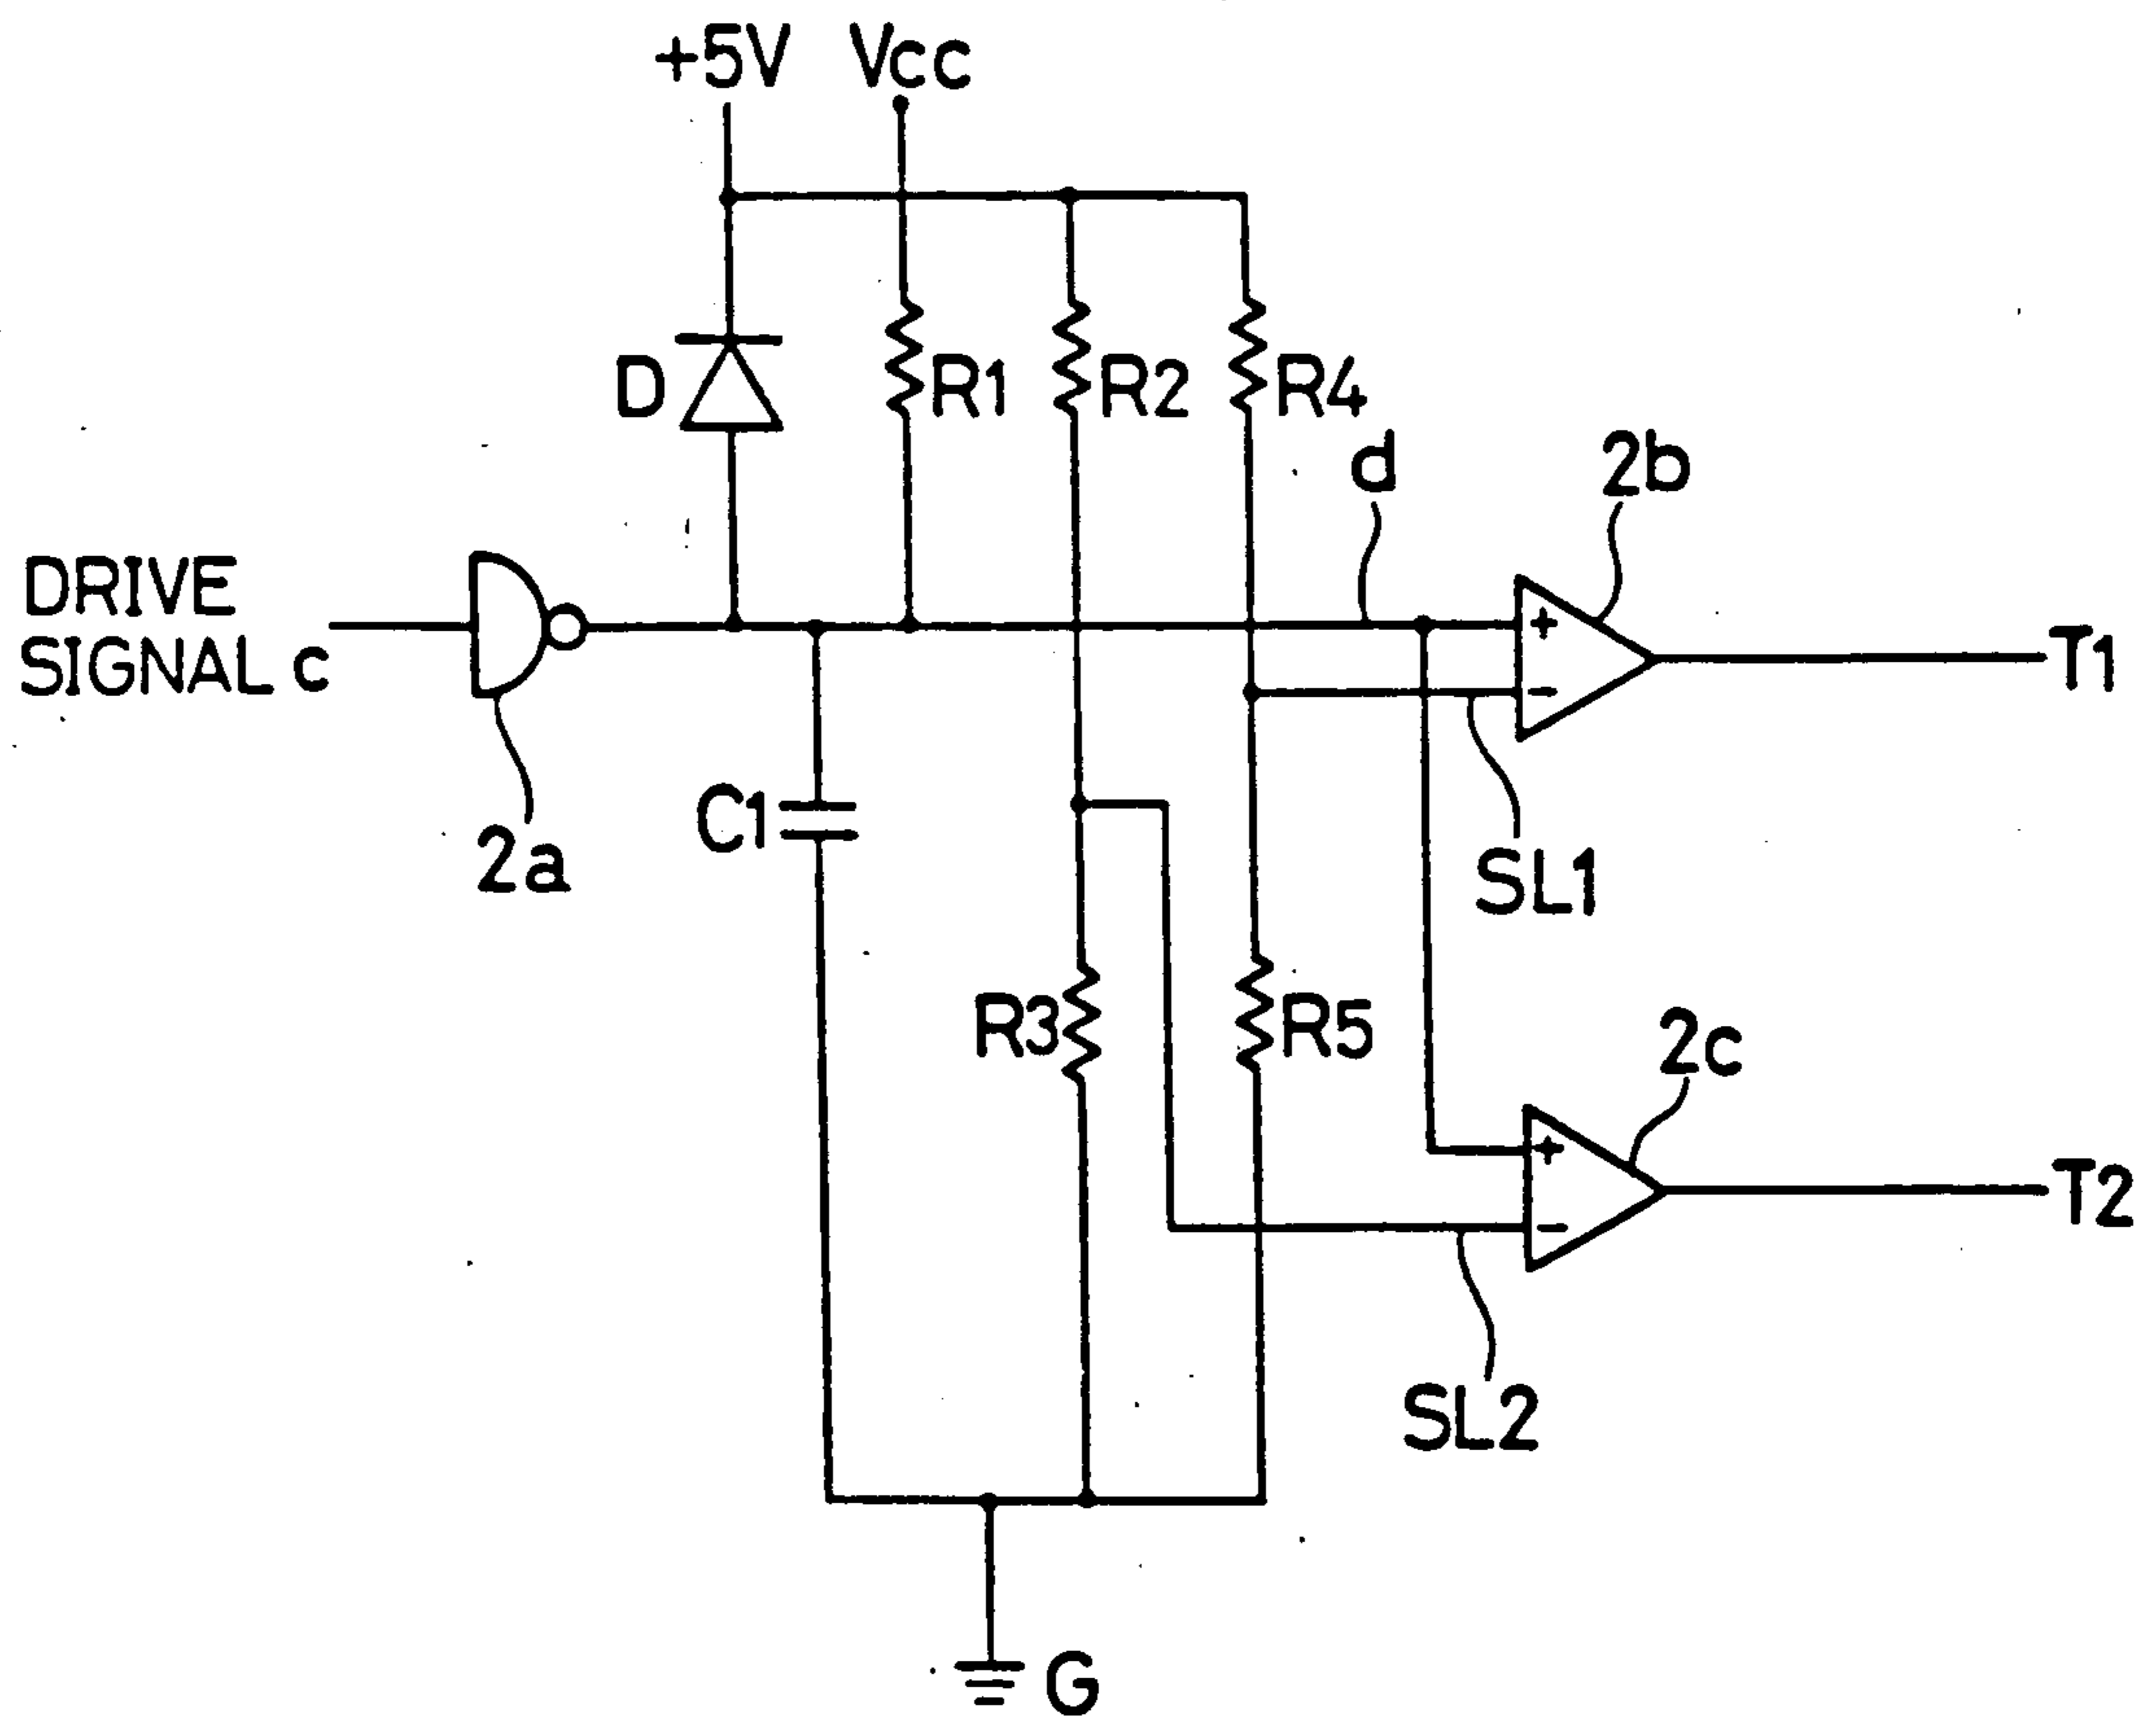 +5V Vcc
D
R1
R2
R4
d
2b
DRIVE
SIGNAL c
+
-
T1
C1
2a
SL1
R3
R5
2c
+
-
T2
SL2
G